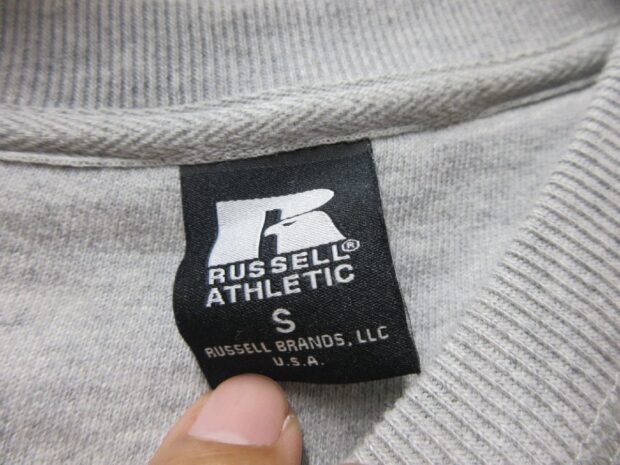 RUSSELL®
ATHLETIC
S
RUSSELL BRANDS, LLC
U.S.A.